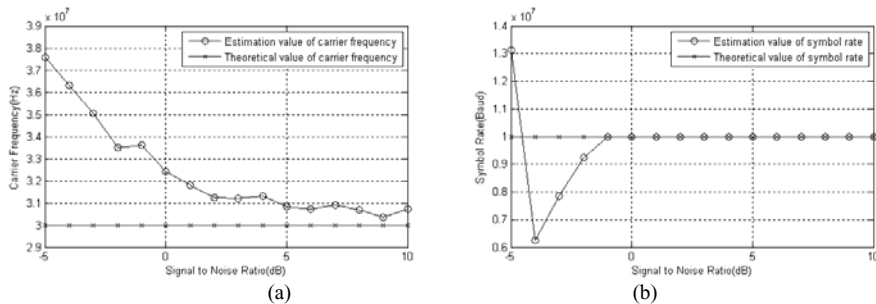 x 10^7
3.9
3.8
3.7
3.6
3.5
3.4
3.3
3.2
3.1
3
2.9
-5
0
5
10
Carrier Frequency(Hz)
Signal to Noise Ratio(dB)
Estimation value of carrier frequency
Theoretical value of carrier frequency
(a)
x 10^7
1.4
1.3
1.2
1.1
1
0.9
0.8
0.7
0.6
-5
0
5
10
Symbol Rate(Baud)
Signal to Noise Ratio(dB)
Estimation value of symbol rate
Theoretical value of symbol rate
(b)